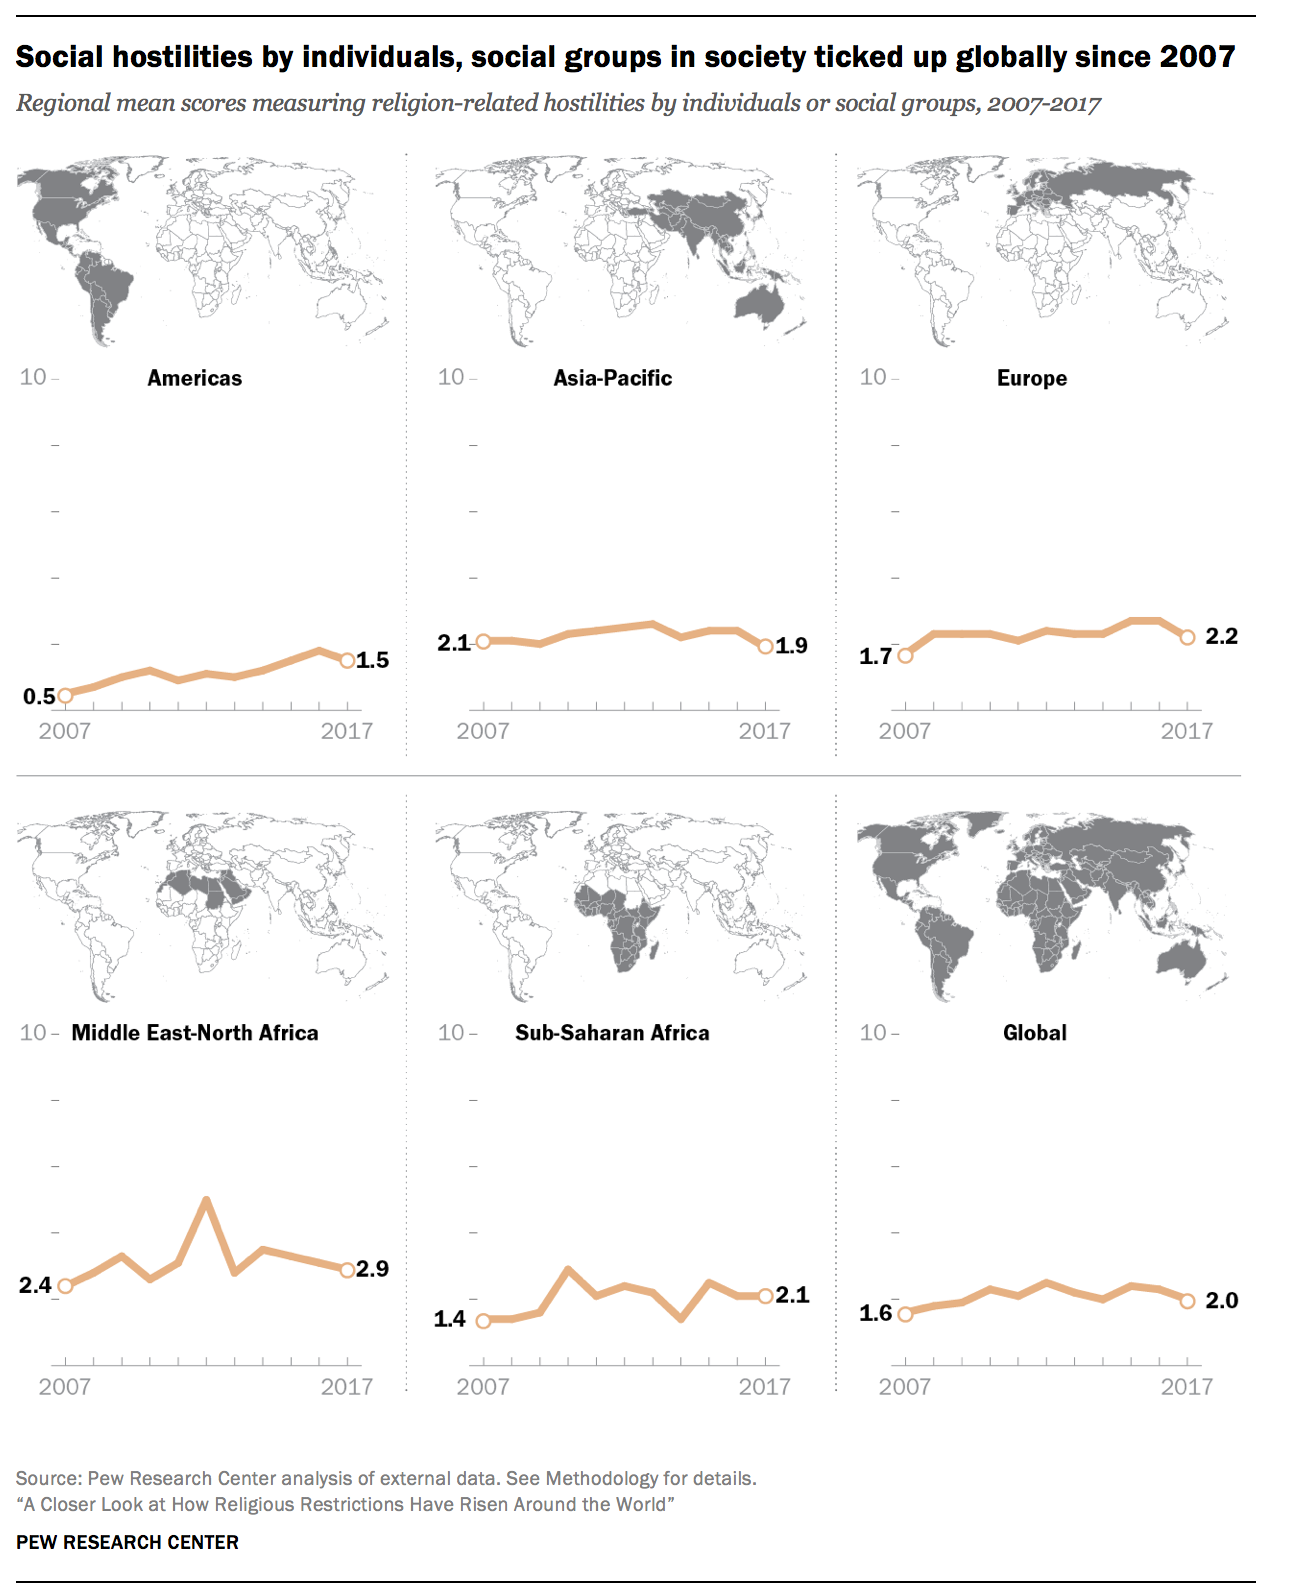 Social hostilities by individuals, social groups in society ticked up globally since 2007
Regional mean scores measuring religion-related hostilities by individuals or social groups, 2007-2017
10
Americas
0.5
1.5
2007
2017
10
Asia-Pacific
2.1
1.9
2007
2017
10
Europe
1.7
2.2
2007
2017
10
Middle East-North Africa
2.4
2.9
2007
2017
10
Sub-Saharan Africa
1.4
2.1
2007
2017
10
Global
1.6
2.0
2007
2017
Source: Pew Research Center analysis of external data. See Methodology for details.
“A Closer Look at How Religious Restrictions Have Risen Around the World”
PEW RESEARCH CENTER